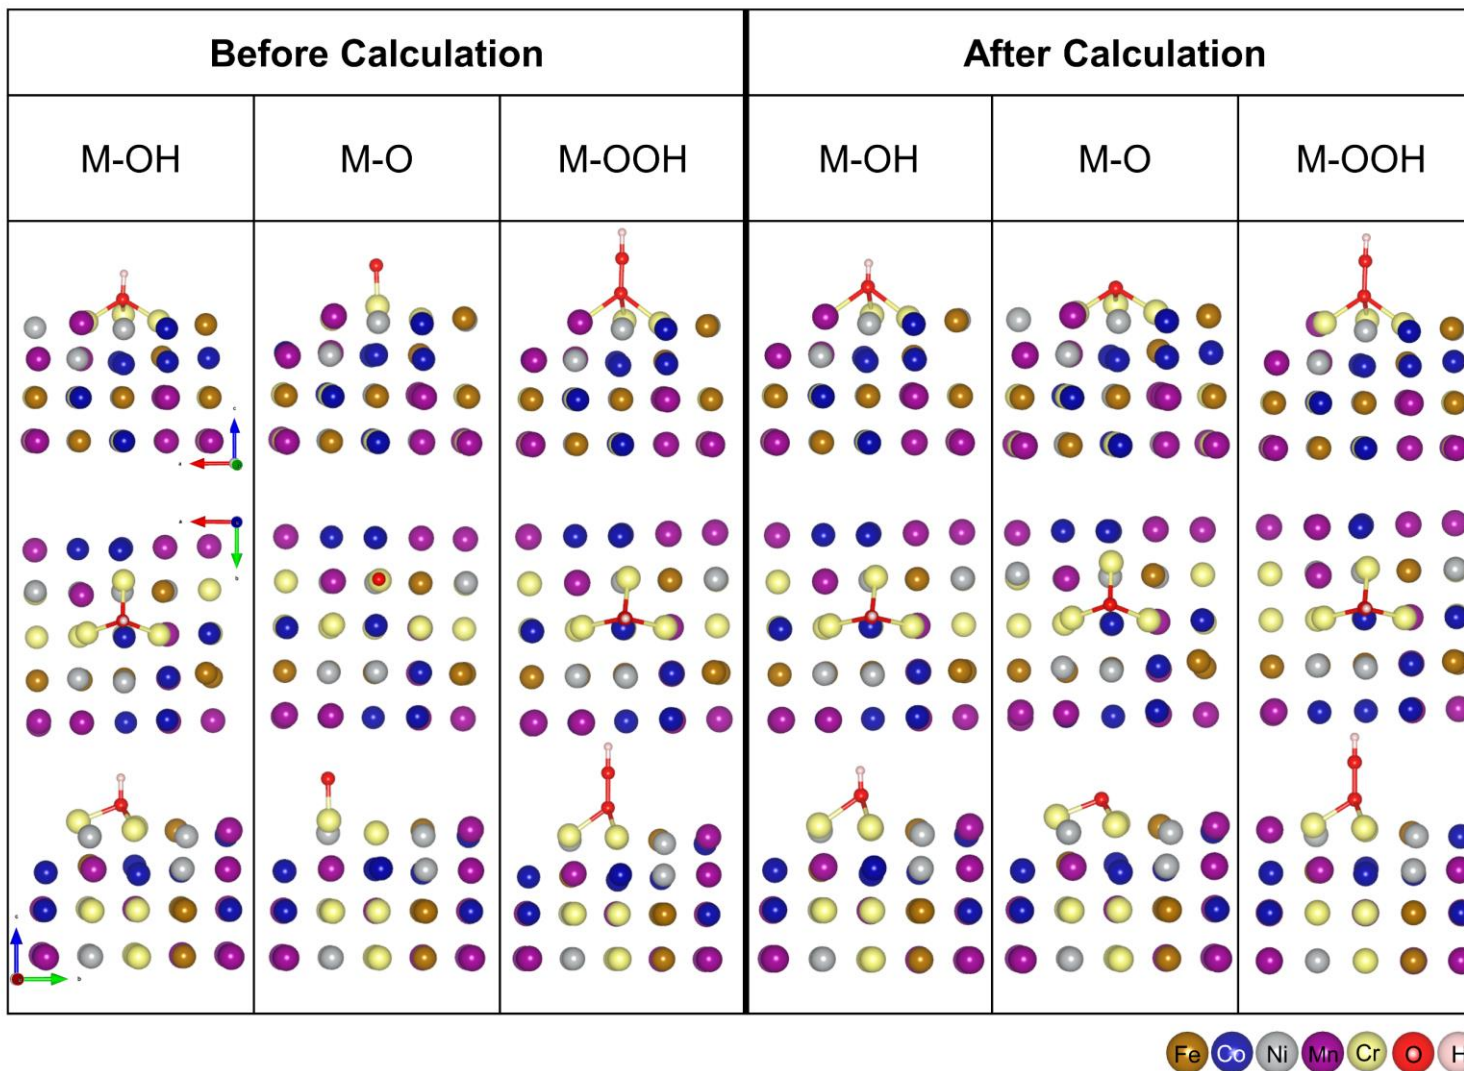 Before Calculation
After Calculation
M-OH
M-O
M-OOH
M-OH
M-O
M-OOH
c
a
a
b
c
b
Fe
Co
Ni
Mn
Cr
O
H